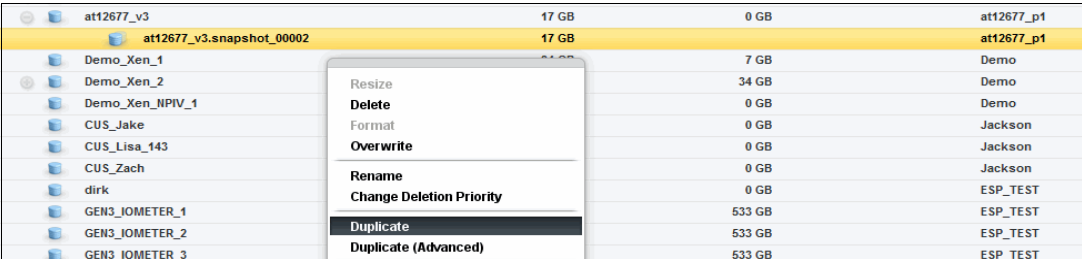 at12677_v3 17 GB 0 GB at12677_p1
at12677_v3.snapshot_00002 17 GB at12677_p1
Demo_Xen_1 7 GB Demo
Resize
Demo_Xen_2 34 GB Demo
Delete
Demo_Xen_NPIV_1 0 GB Demo
Format
CUS_Jake 0 GB Jackson
Overwrite
CUS_Lisa_143 0 GB Jackson
CUS_Zach 0 GB Jackson
Rename
dirk 0 GB ESP_TEST
Change Deletion Priority
GEN3_IOMETER_1 533 GB ESP_TEST
Duplicate
GEN3_IOMETER_2 533 GB ESP_TEST
Duplicate (Advanced)
GEN3_IOMETER_3 533 GB ESP_TEST